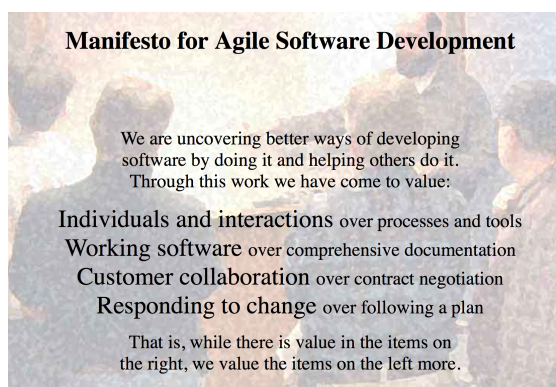 Manifesto for Agile Software Development
We are uncovering better ways of developing
software by doing it and helping others do it.
Through this work we have come to value:
Individuals and interactions over processes and tools
Working software over comprehensive documentation
Customer collaboration over contract negotiation
Responding to change over following a plan
That is, while there is value in the items on
the right, we value the items on the left more.